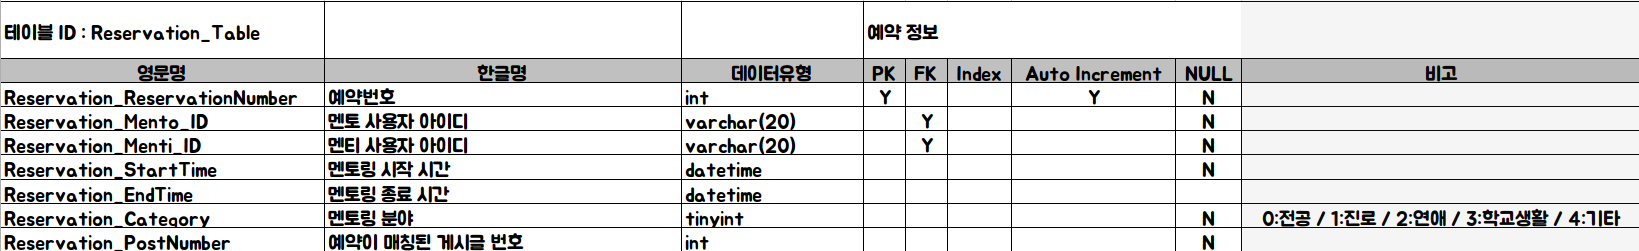 테이블 ID : Reservation_Table 예약 정보
영문명 한글명 데이터유형 PK FK Index Auto Increment NULL 비고
Reservation_ReservationNumber 예약번호 int Y Y N
Reservation_Mento_ID 멘토 사용자 아이디 varchar(20) Y N
Reservation_Menti_ID 멘티 사용자 아이디 varchar(20) Y N
Reservation_StartTime 멘토링 시작 시간 datetime N
Reservation_EndTime 멘토링 종료 시간 datetime
Reservation_Category 멘토링 분야 tinyint N 0:전공 / 1:진로 / 2:연애 / 3:학교생활 / 4:기타
Reservation_PostNumber 예약이 매칭된 게시글 번호 int N